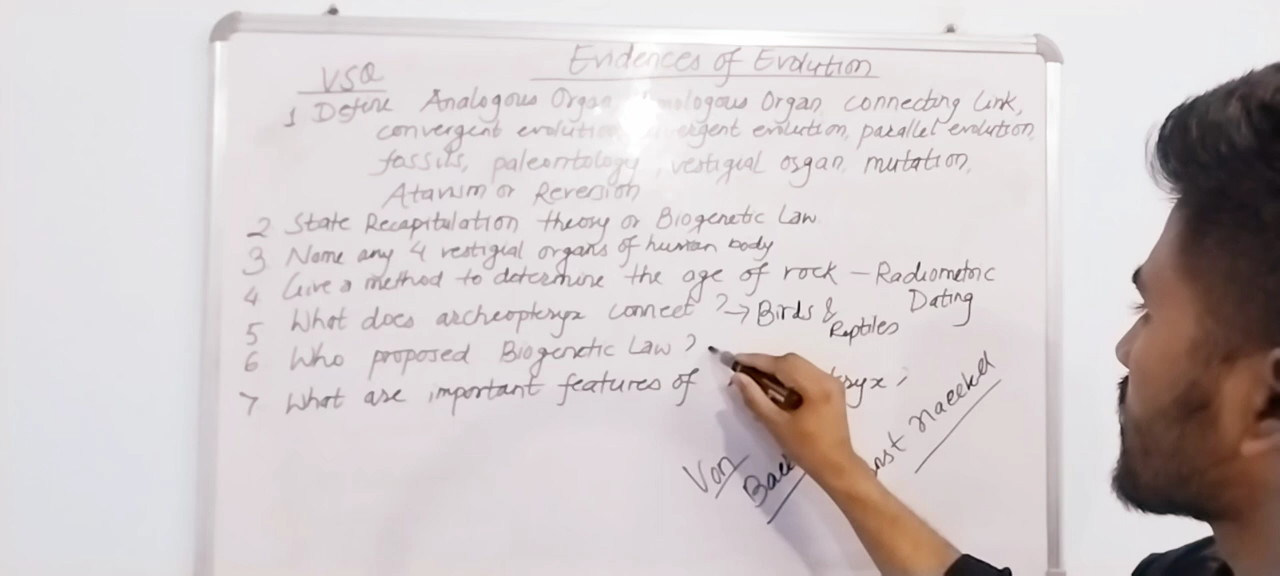 Evidences of Evolution
VSQ
1 Define Analogous Organ, Organ, connecting Link,
convergent evolution, evolution, parallel evolution,
fossils, paleontology, vestigial organ, mutation,
Atavism or Reversion
2 State Recapitulation theory or Biogenetic Law
3 Name any 4 vestigial organs of human body
4 Give a method to determine the age of rock - Radiometric
Dating
5 What does archeopteryx connect ? → Birds &
Reptiles
6 Who proposed Biogenetic Law ?
7 What are important features of
Von